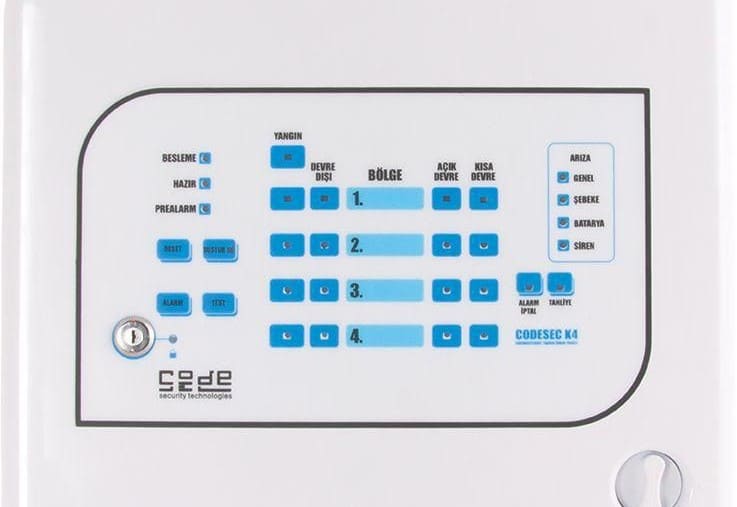 YANGIN
BESLEME
HAZIR
PREALARM
DEVRE DIŞI
BÖLGE
AÇIK DEVRE
KISA DEVRE
1.
2.
3.
4.
ARIZA
GENEL
ŞEBEKE
BATARYA
SİREN
RESET
ALARM
TEST
ALARM İPTAL
TAHLİYE
CODESEC K4
code
security technologies